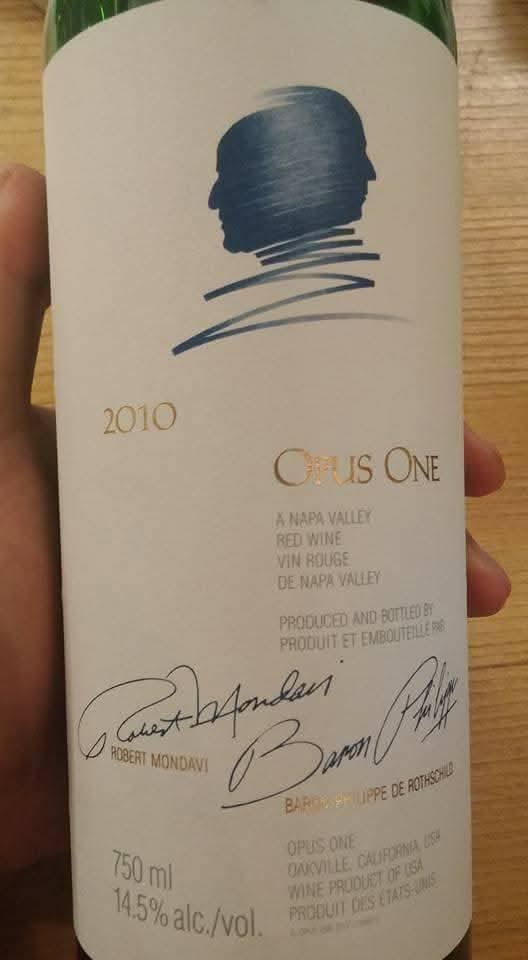 2010
OPUS ONE
A NAPA VALLEY
RED WINE
VIN ROUGE
DE NAPA VALLEY
PRODUCED AND BOTTLED BY
PRODUIT ET EMBOUTEILLÉ PAR
Robert Mondavi
ROBERT MONDAVI
Baron Philippe
BARON PHILIPPE DE ROTHSCHILD
OPUS ONE
OAKVILLE, CALIFORNIA, USA
WINE PRODUCT OF USA
PRODUIT DES ÉTATS-UNIS
750 ml
14.5% alc./vol.